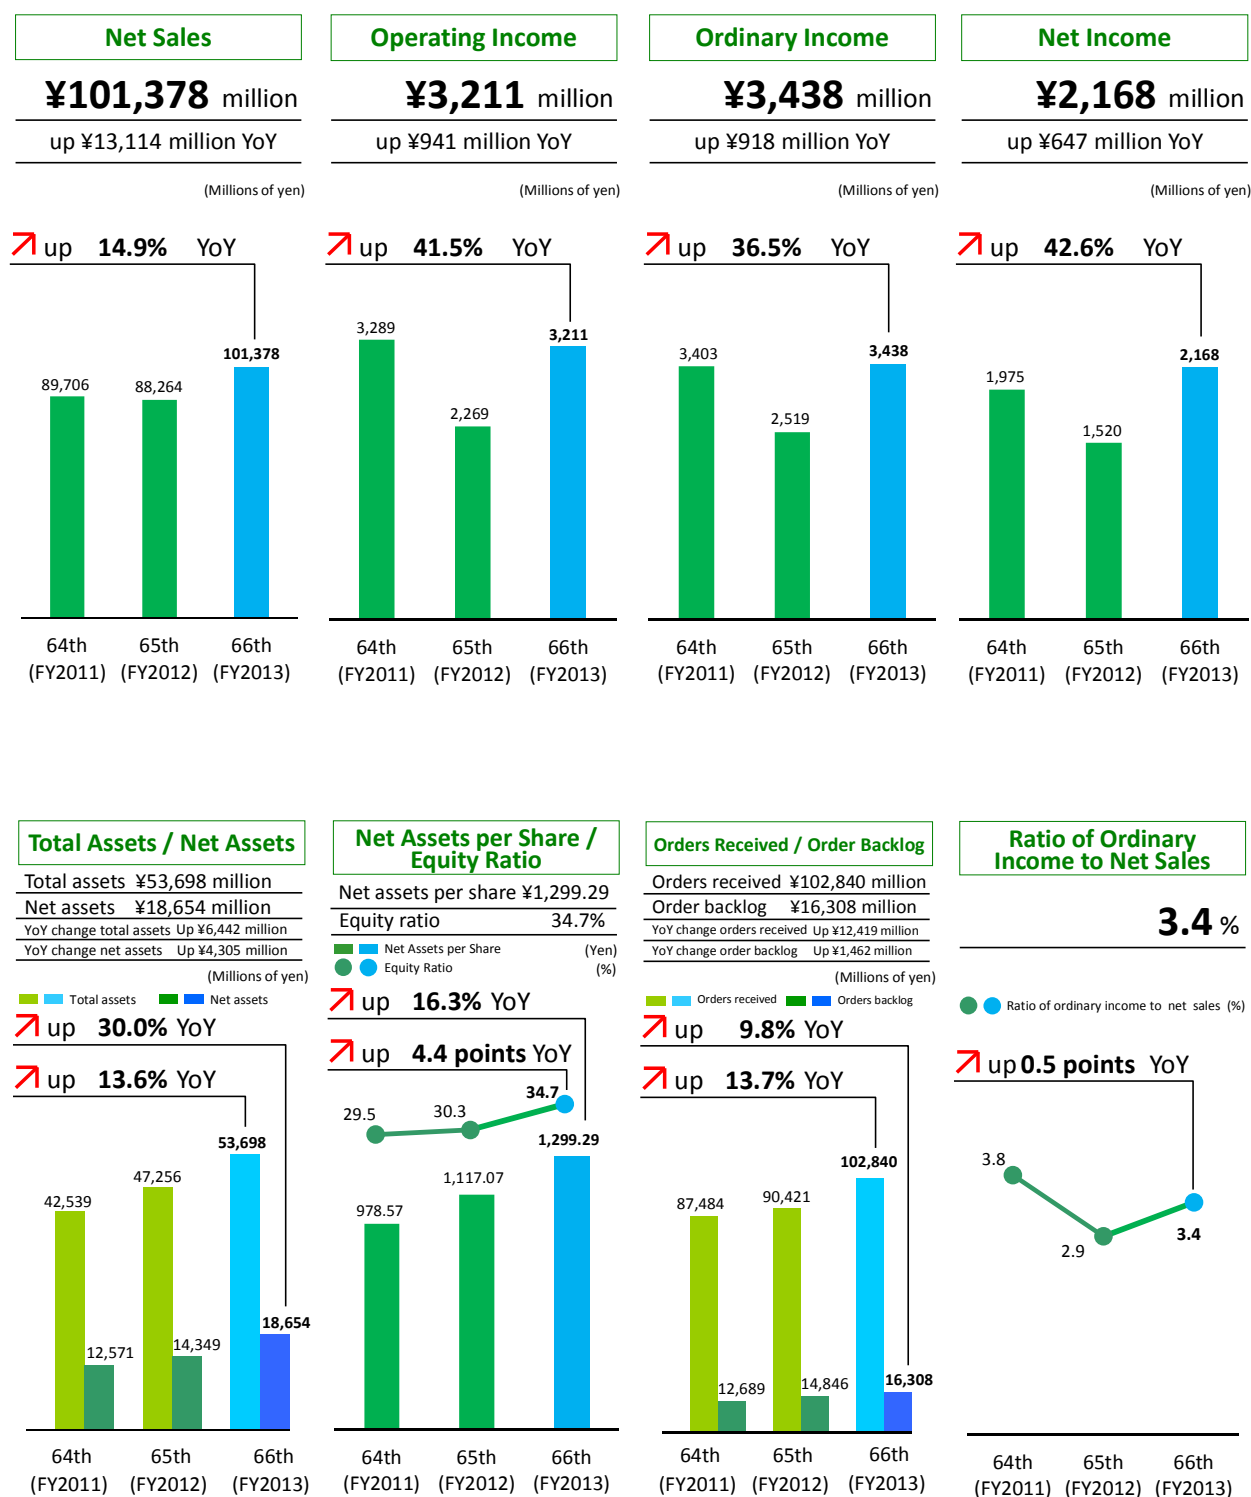 Net Sales
¥101,378 million
up ¥13,114 million YoY
(Millions of yen)
up 14.9% YoY
101,378
89,706
88,264
64th
(FY2011)
65th
(FY2012)
66th
(FY2013)
Operating Income
¥3,211 million
up ¥941 million YoY
(Millions of yen)
up 41.5% YoY
3,289
3,211
2,269
64th
(FY2011)
65th
(FY2012)
66th
(FY2013)
Ordinary Income
¥3,438 million
up ¥918 million YoY
(Millions of yen)
up 36.5% YoY
3,403
3,438
2,519
64th
(FY2011)
65th
(FY2012)
66th
(FY2013)
Net Income
¥2,168 million
up ¥647 million YoY
(Millions of yen)
up 42.6% YoY
2,168
1,975
1,520
64th
(FY2011)
65th
(FY2012)
66th
(FY2013)
Total Assets / Net Assets
Total assets ¥53,698 million
Net assets ¥18,654 million
YoY change total assets Up ¥6,442 million
YoY change net assets Up ¥4,305 million
(Millions of yen)
Total assets Net assets
up 30.0% YoY
up 13.6% YoY
53,698
47,256
42,539
18,654
14,349
12,571
64th
(FY2011)
65th
(FY2012)
66th
(FY2013)
Net Assets per Share /
Equity Ratio
Net assets per share ¥1,299.29
Equity ratio 34.7%
Net Assets per Share (Yen)
Equity Ratio (%)
up 16.3% YoY
up 4.4 points YoY
34.7
30.3
29.5
1,299.29
1,117.07
978.57
64th
(FY2011)
65th
(FY2012)
66th
(FY2013)
Orders Received / Order Backlog
Orders received ¥102,840 million
Order backlog ¥16,308 million
YoY change orders received Up ¥12,419 million
YoY change order backlog Up ¥1,462 million
(Millions of yen)
Orders received Orders backlog
up 9.8% YoY
up 13.7% YoY
102,840
90,421
87,484
16,308
14,846
12,689
64th
(FY2011)
65th
(FY2012)
66th
(FY2013)
Ratio of Ordinary
Income to Net Sales
3.4 %
Ratio of ordinary income to net sales (%)
up 0.5 points YoY
3.8
3.4
2.9
64th
(FY2011)
65th
(FY2012)
66th
(FY2013)